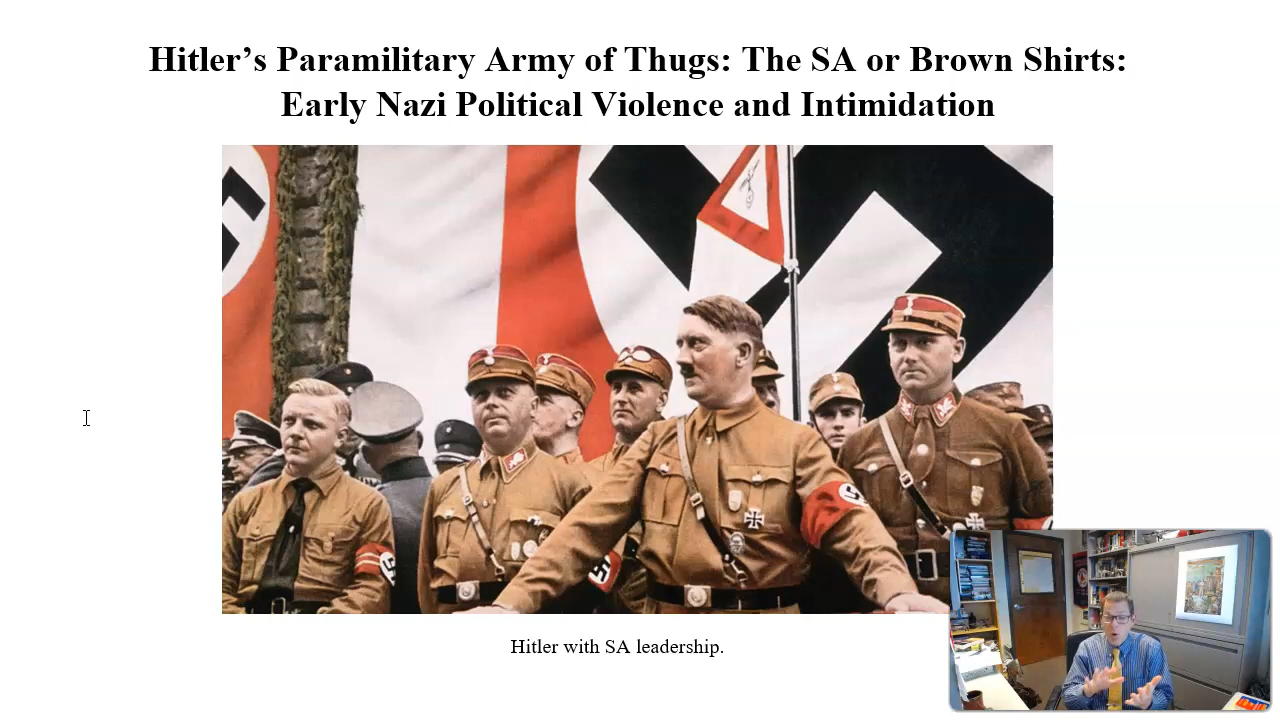 Hitler’s Paramilitary Army of Thugs: The SA or Brown Shirts:
Early Nazi Political Violence and Intimidation
Hitler with SA leadership.